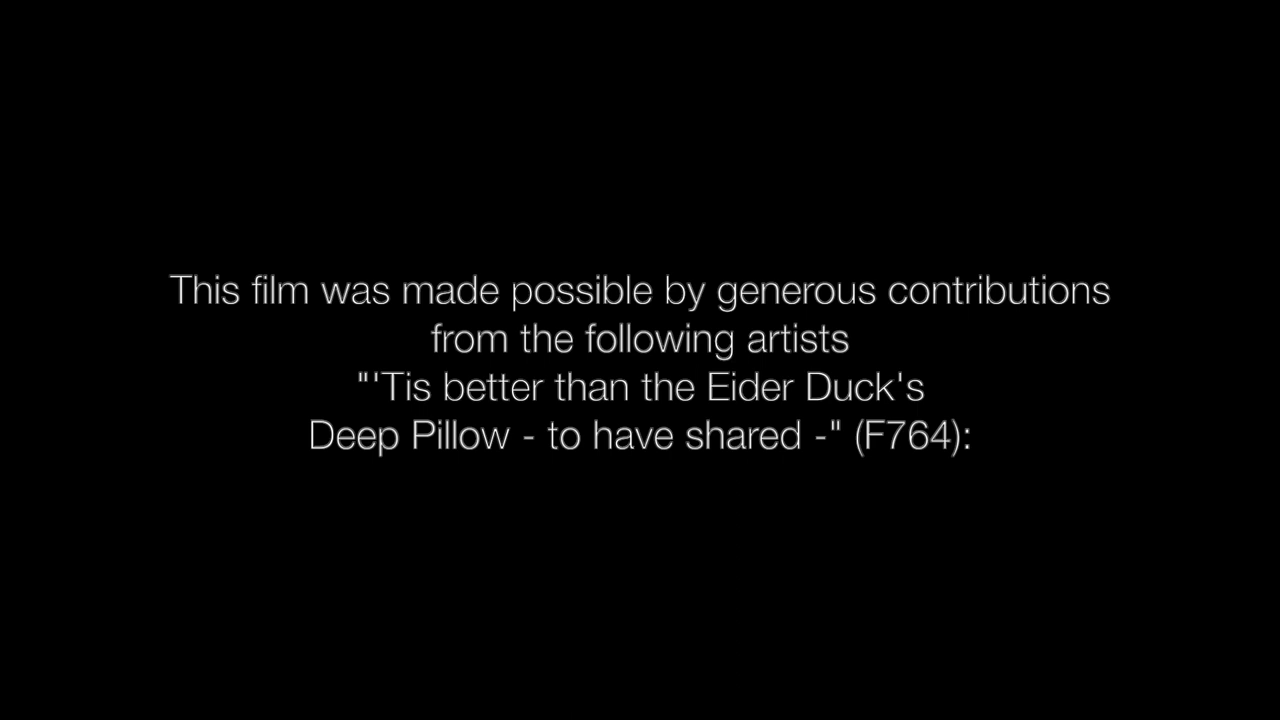 This film was made possible by generous contributions
from the following artists
"'Tis better than the Eider Duck's
Deep Pillow - to have shared -" (F764):